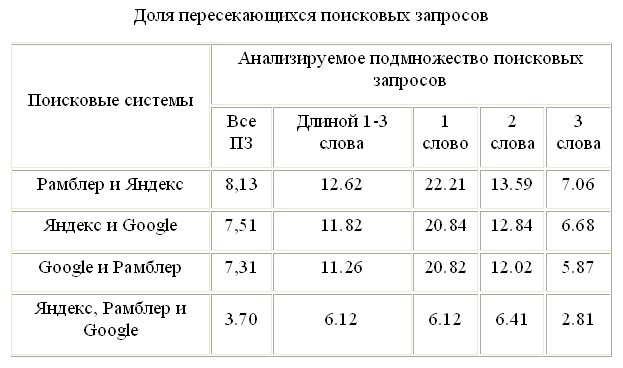 Доля пересекающихся поисковых запросов
Поисковые системы
Анализируемое подмножество поисковых
запросов
Все ПЗ
Длиной 1-3 слова
1 слово
2 слова
3 слова
Рамблер и Яндекс 8,13 12.62 22.21 13.59 7.06
Яндекс и Google 7,51 11.82 20.84 12.84 6.68
Google и Рамблер 7,31 11.26 20.82 12.02 5.87
Яндекс, Рамблер и
Google 3.70 6.12 6.12 6.41 2.81